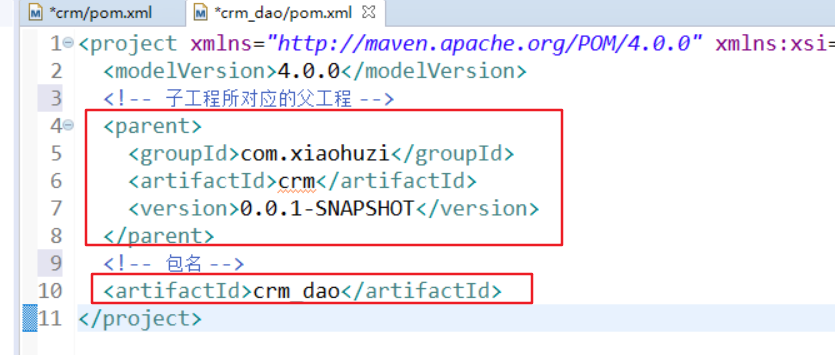 *crm/pom.xml *crm_dao/pom.xml
1 <project xmlns="http://maven.apache.org/POM/4.0.0" xmlns:xsi=
2 <modelVersion>4.0.0</modelVersion>
3 <!-- 子工程所对应的父工程 -->
4 <parent>
5 <groupId>com.xiaohuzi</groupId>
6 <artifactId>crm</artifactId>
7 <version>0.0.1-SNAPSHOT</version>
8 </parent>
9 <!-- 包名 -->
10 <artifactId>crm_dao</artifactId>
11 </project>